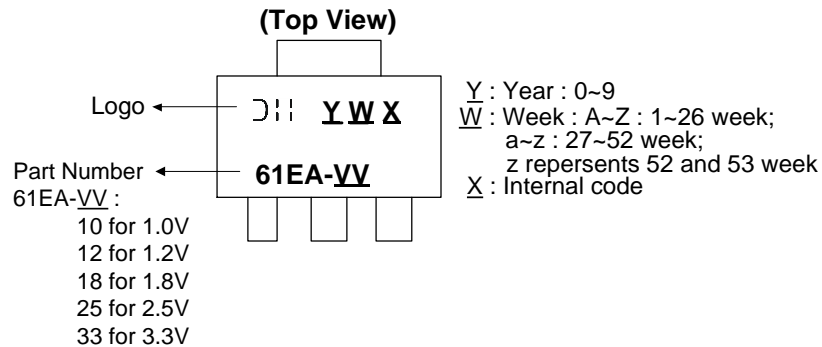 (Top View)
Logo
Y W X
Part Number
61EA-VV
61EA-VV :
10 for 1.0V
12 for 1.2V
18 for 1.8V
25 for 2.5V
33 for 3.3V
Y : Year : 0~9
W : Week : A~Z : 1~26 week;
a~z : 27~52 week;
z repersents 52 and 53 week
X : Internal code